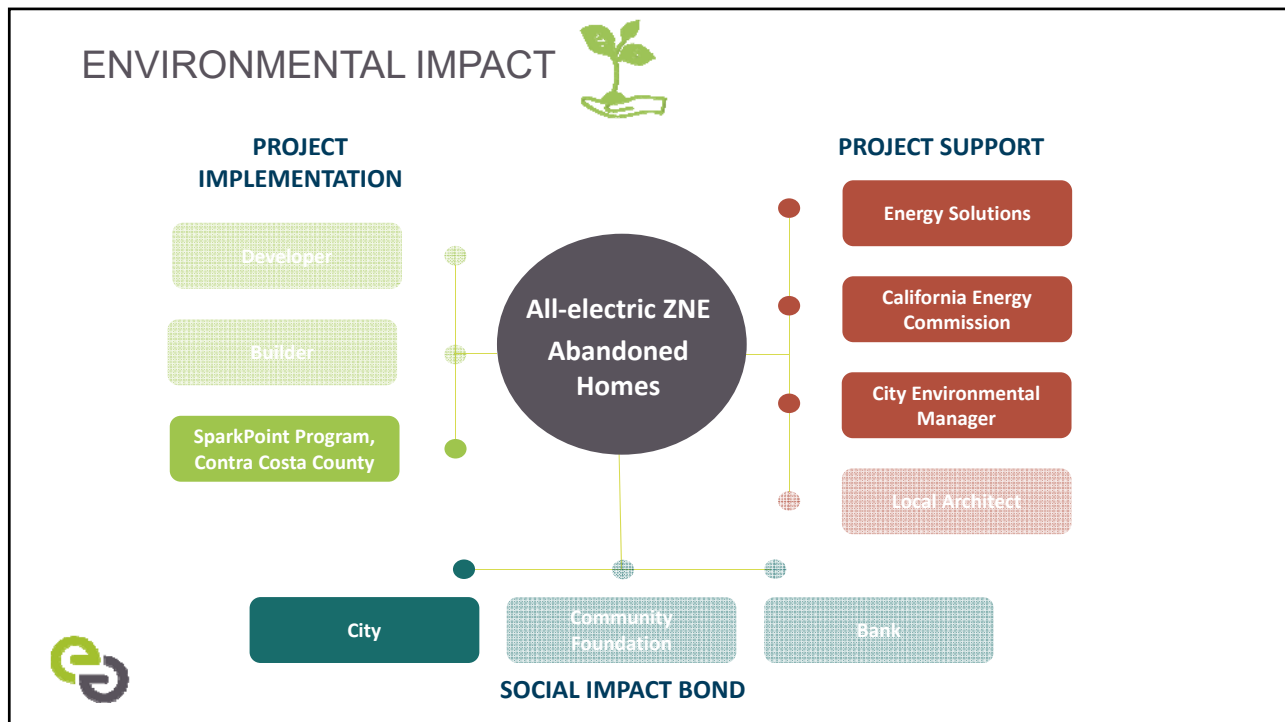 ENVIRONMENTAL IMPACT
PROJECT
IMPLEMENTATION
Developer
Builder
SparkPoint Program,
Contra Costa County
All-electric ZNE
Abandoned
Homes
PROJECT SUPPORT
Energy Solutions
California Energy
Commission
City Environmental
Manager
Local Architect
City
Community
Foundation
Bank
SOCIAL IMPACT BOND